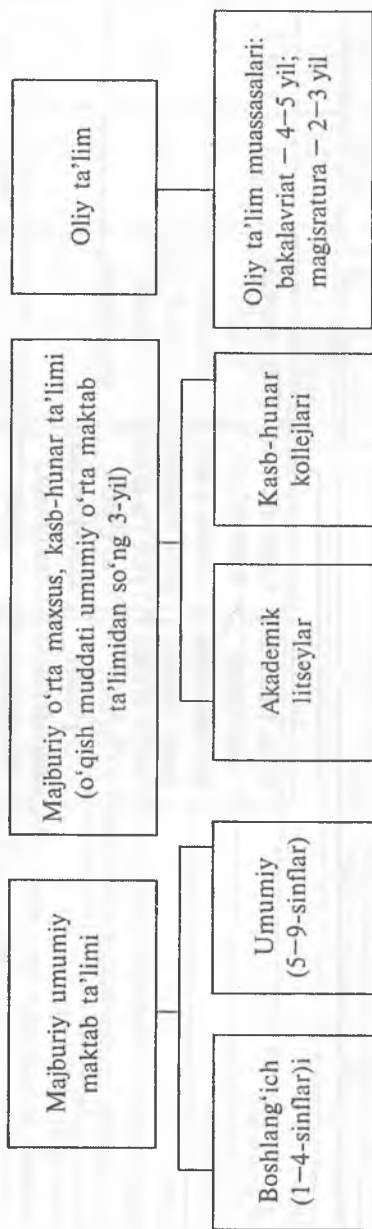 Majburiy umumiy
maktab ta’limi
Boshlang‘ich
(1–4-sinflar)i
Umumiy
(5–9-sinflar)
Majburiy o‘rta maxsus, kasb-hunar ta’limi
(o‘qish muddati umumiy o‘rta maktab
ta’limidan so‘ng 3-yil)
Akademik
litseylar
Kasb-hunar
kollejlari
Oliy ta’lim
Oliy ta’lim muassasalari:
bakalavriat – 4–5 yil;
magisratura – 2–3 yil